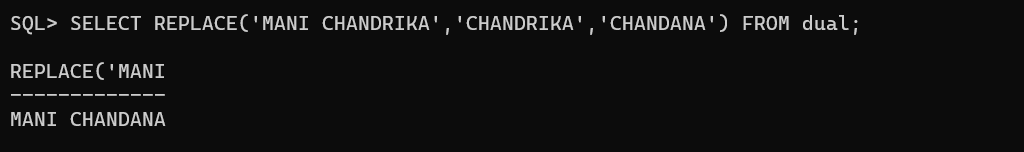 SQL> SELECT REPLACE('MANI CHANDRIKA','CHANDRIKA','CHANDANA') FROM dual;
REPLACE('MANI
-------------
MANI CHANDANA